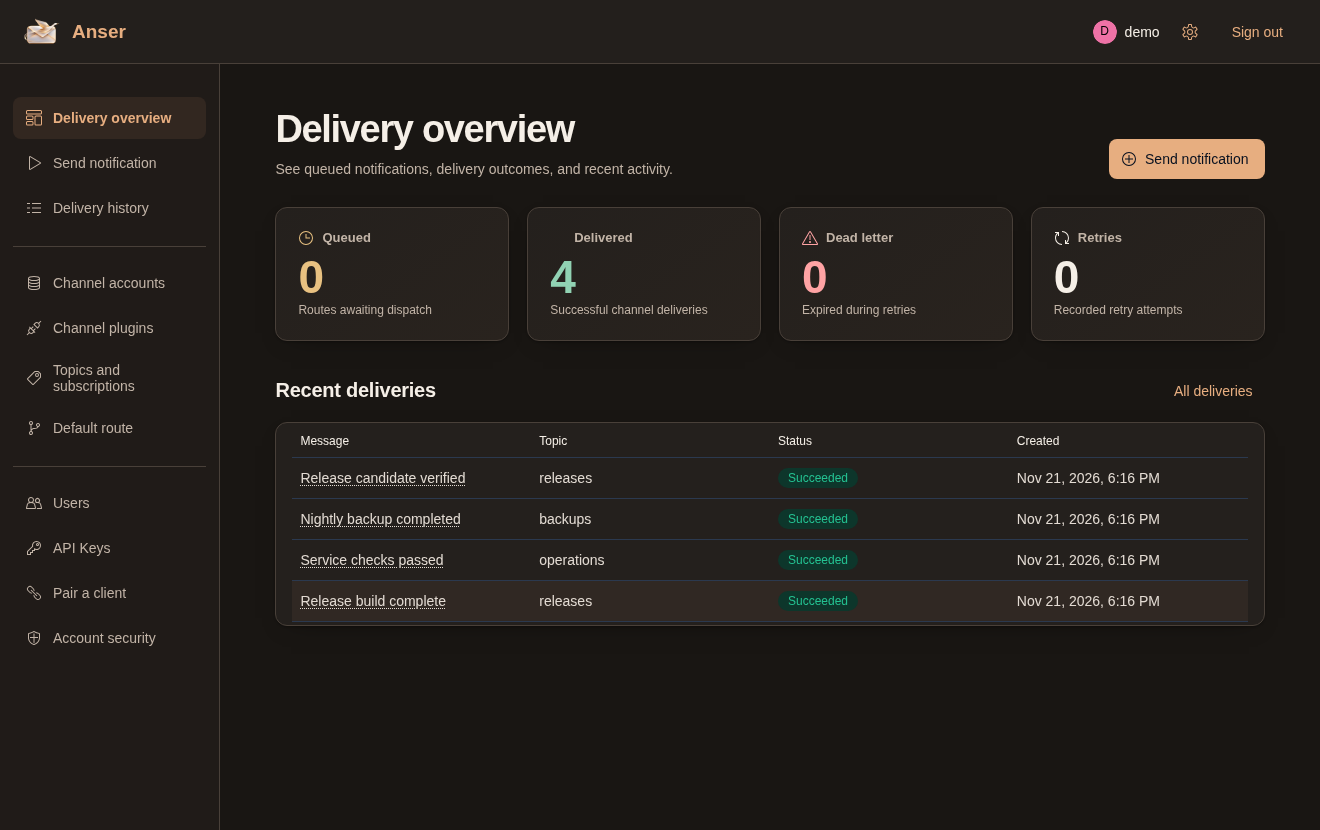 Anser
D demo Sign out
Delivery overview
Send notification
Delivery history
Channel accounts
Channel plugins
Topics and
subscriptions
Default route
Users
API Keys
Pair a client
Account security
Delivery overview
See queued notifications, delivery outcomes, and recent activity.
Send notification
Queued
0
Routes awaiting dispatch
Delivered
4
Successful channel deliveries
Dead letter
0
Expired during retries
Retries
0
Recorded retry attempts
Recent deliveries
All deliveries
Message Topic Status Created
Release candidate verified releases Succeeded Nov 21, 2026, 6:16 PM
Nightly backup completed backups Succeeded Nov 21, 2026, 6:16 PM
Service checks passed operations Succeeded Nov 21, 2026, 6:16 PM
Release build complete releases Succeeded Nov 21, 2026, 6:16 PM